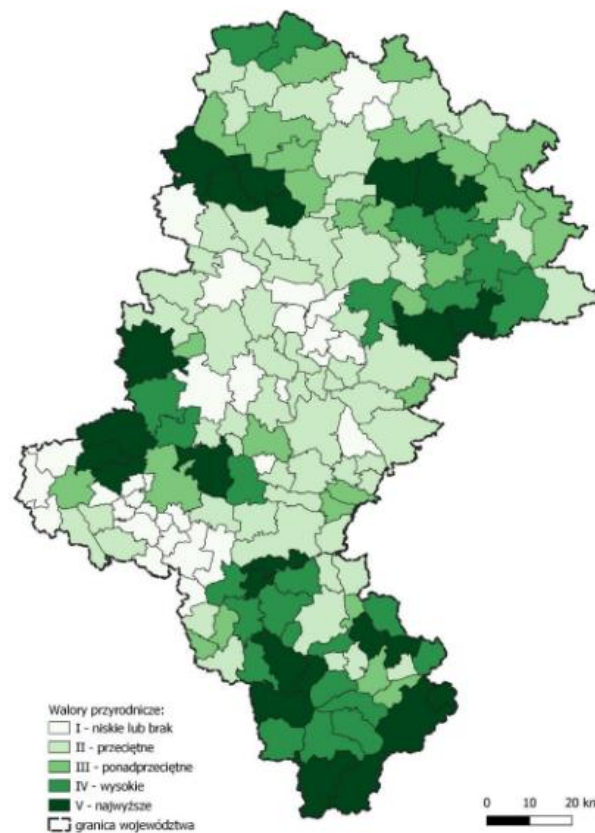 Walory przyrodnicze:
I - niskie lub brak
II - przeciętne
III - ponadprzeciętne
IV - wysokie
V - najwyższe
granica województwa
0 10 20 km